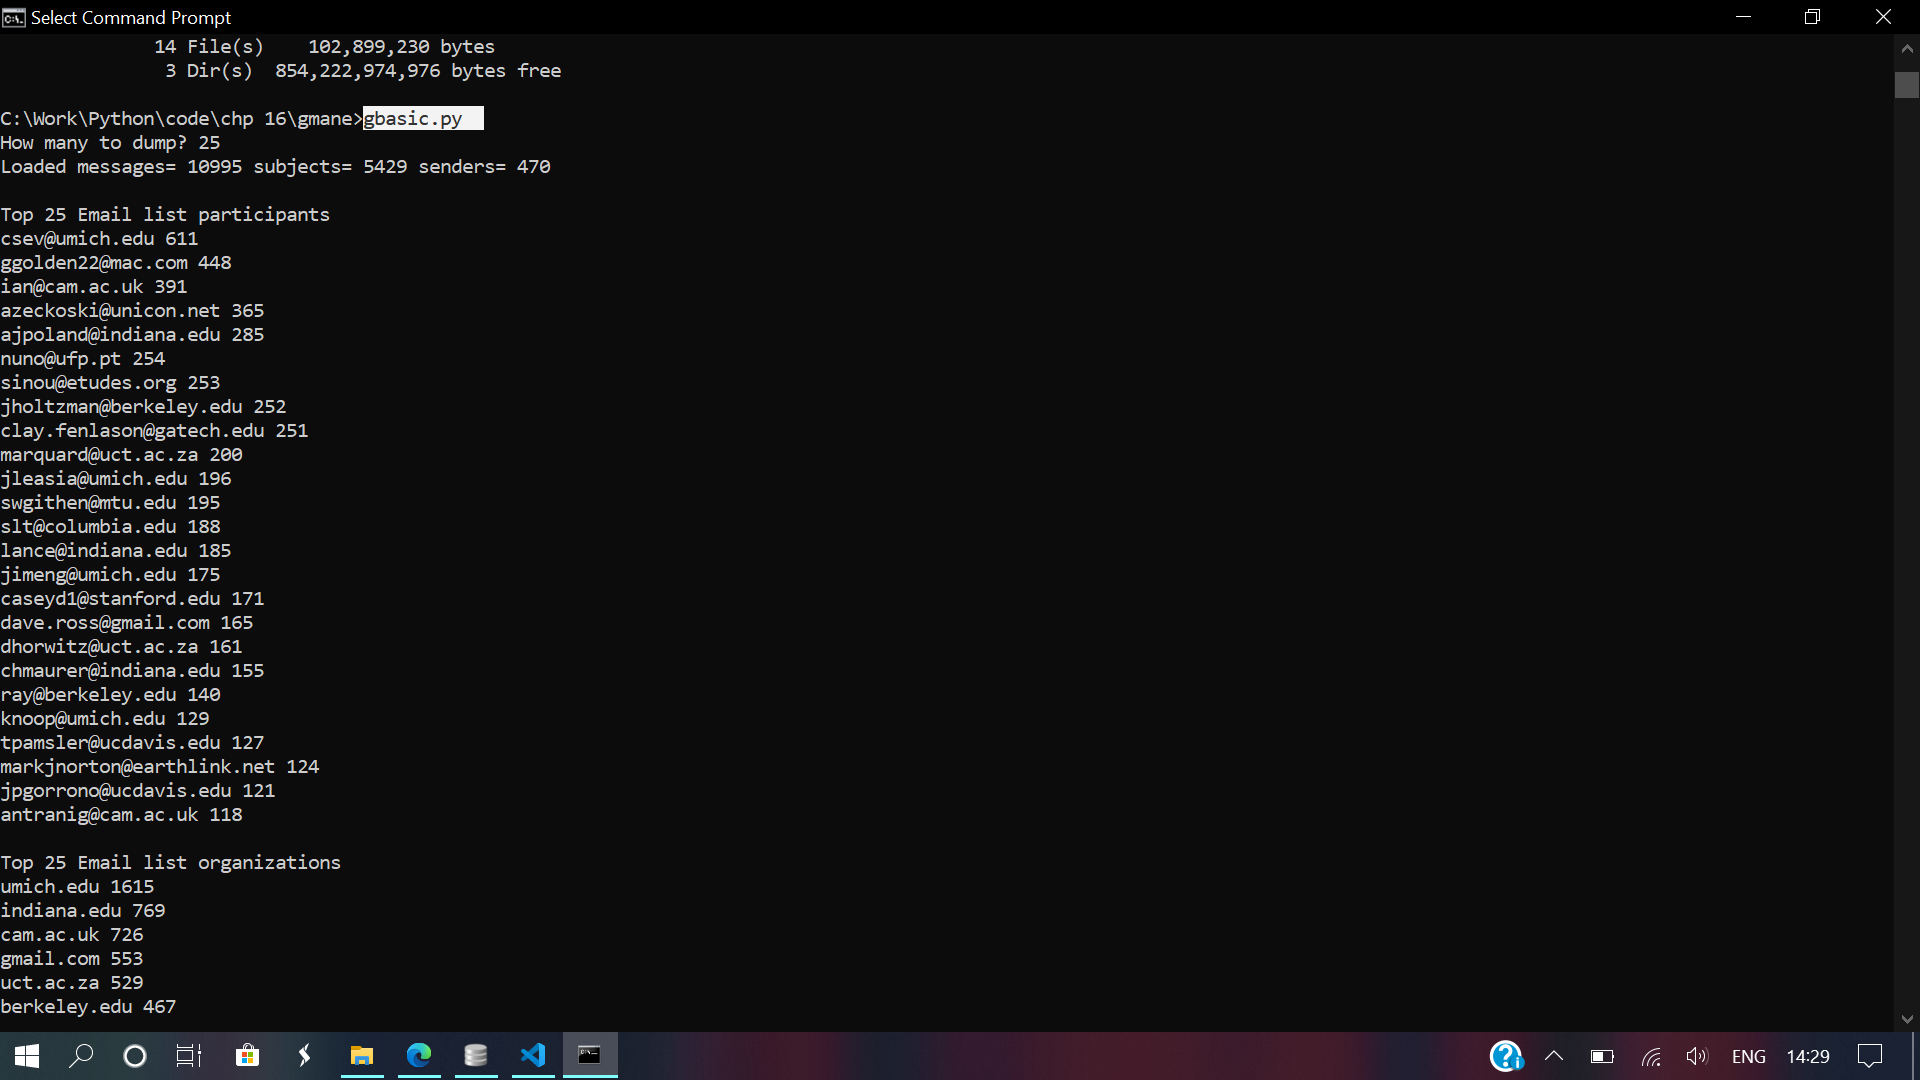 Select Command Prompt
14 File(s)    102,899,230 bytes
3 Dir(s)  854,222,974,976 bytes free
C:\Work\Python\code\chp 16\gmane>gbasic.py
How many to dump? 25
Loaded messages= 10995 subjects= 5429 senders= 470
Top 25 Email list participants
csev@umich.edu 611
ggolden22@mac.com 448
ian@cam.ac.uk 391
azeckoski@unicon.net 365
ajpoland@indiana.edu 285
nuno@ufp.pt 254
sinou@etudes.org 253
jholtzman@berkeley.edu 252
clay.fenlason@gatech.edu 251
marquard@uct.ac.za 200
jleasia@umich.edu 196
swgithen@mtu.edu 195
slt@columbia.edu 188
lance@indiana.edu 185
jimeng@umich.edu 175
caseyd1@stanford.edu 171
dave.ross@gmail.com 165
dhorwitz@uct.ac.za 161
chmaurer@indiana.edu 155
ray@berkeley.edu 140
knoop@umich.edu 129
tpamsler@ucdavis.edu 127
markjnorton@earthlink.net 124
jpgorrono@ucdavis.edu 121
antranig@cam.ac.uk 118
Top 25 Email list organizations
umich.edu 1615
indiana.edu 769
cam.ac.uk 726
gmail.com 553
uct.ac.za 529
berkeley.edu 467
ENG 14:29